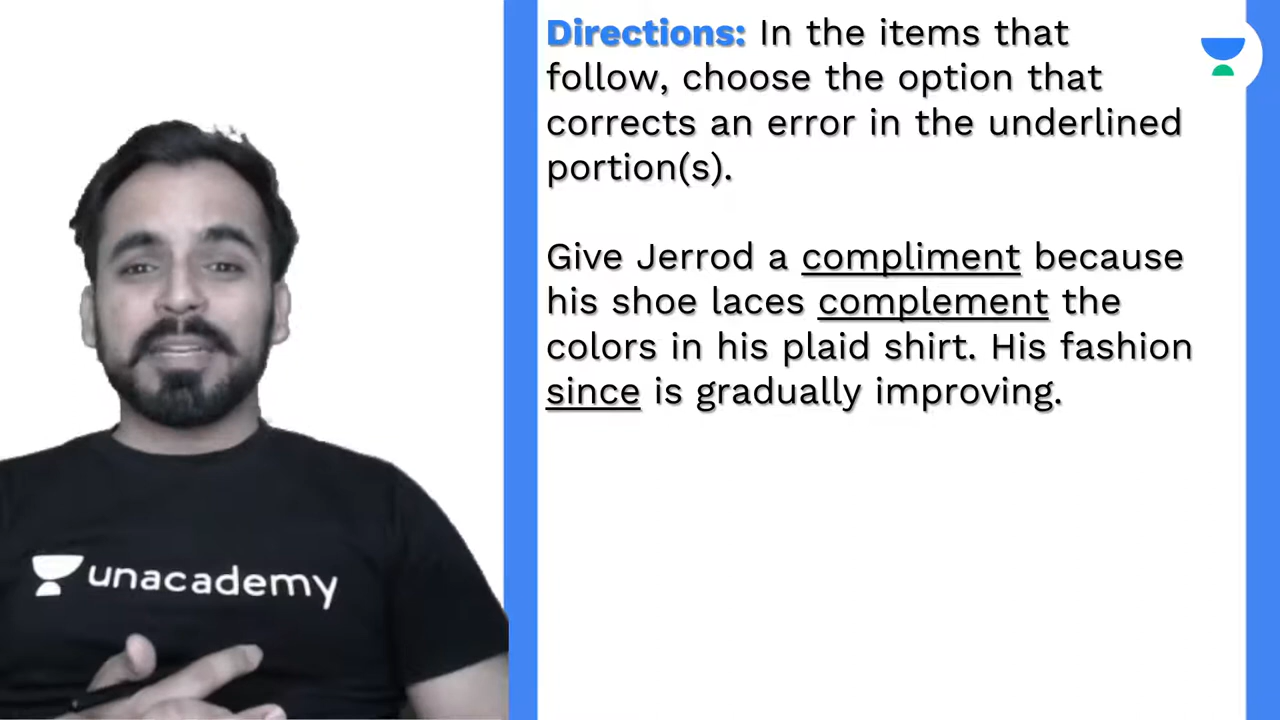 Directions: In the items that
follow, choose the option that
corrects an error in the underlined
portion(s).
Give Jerrod a compliment because
his shoe laces complement the
colors in his plaid shirt. His fashion
since is gradually improving.
unacademy